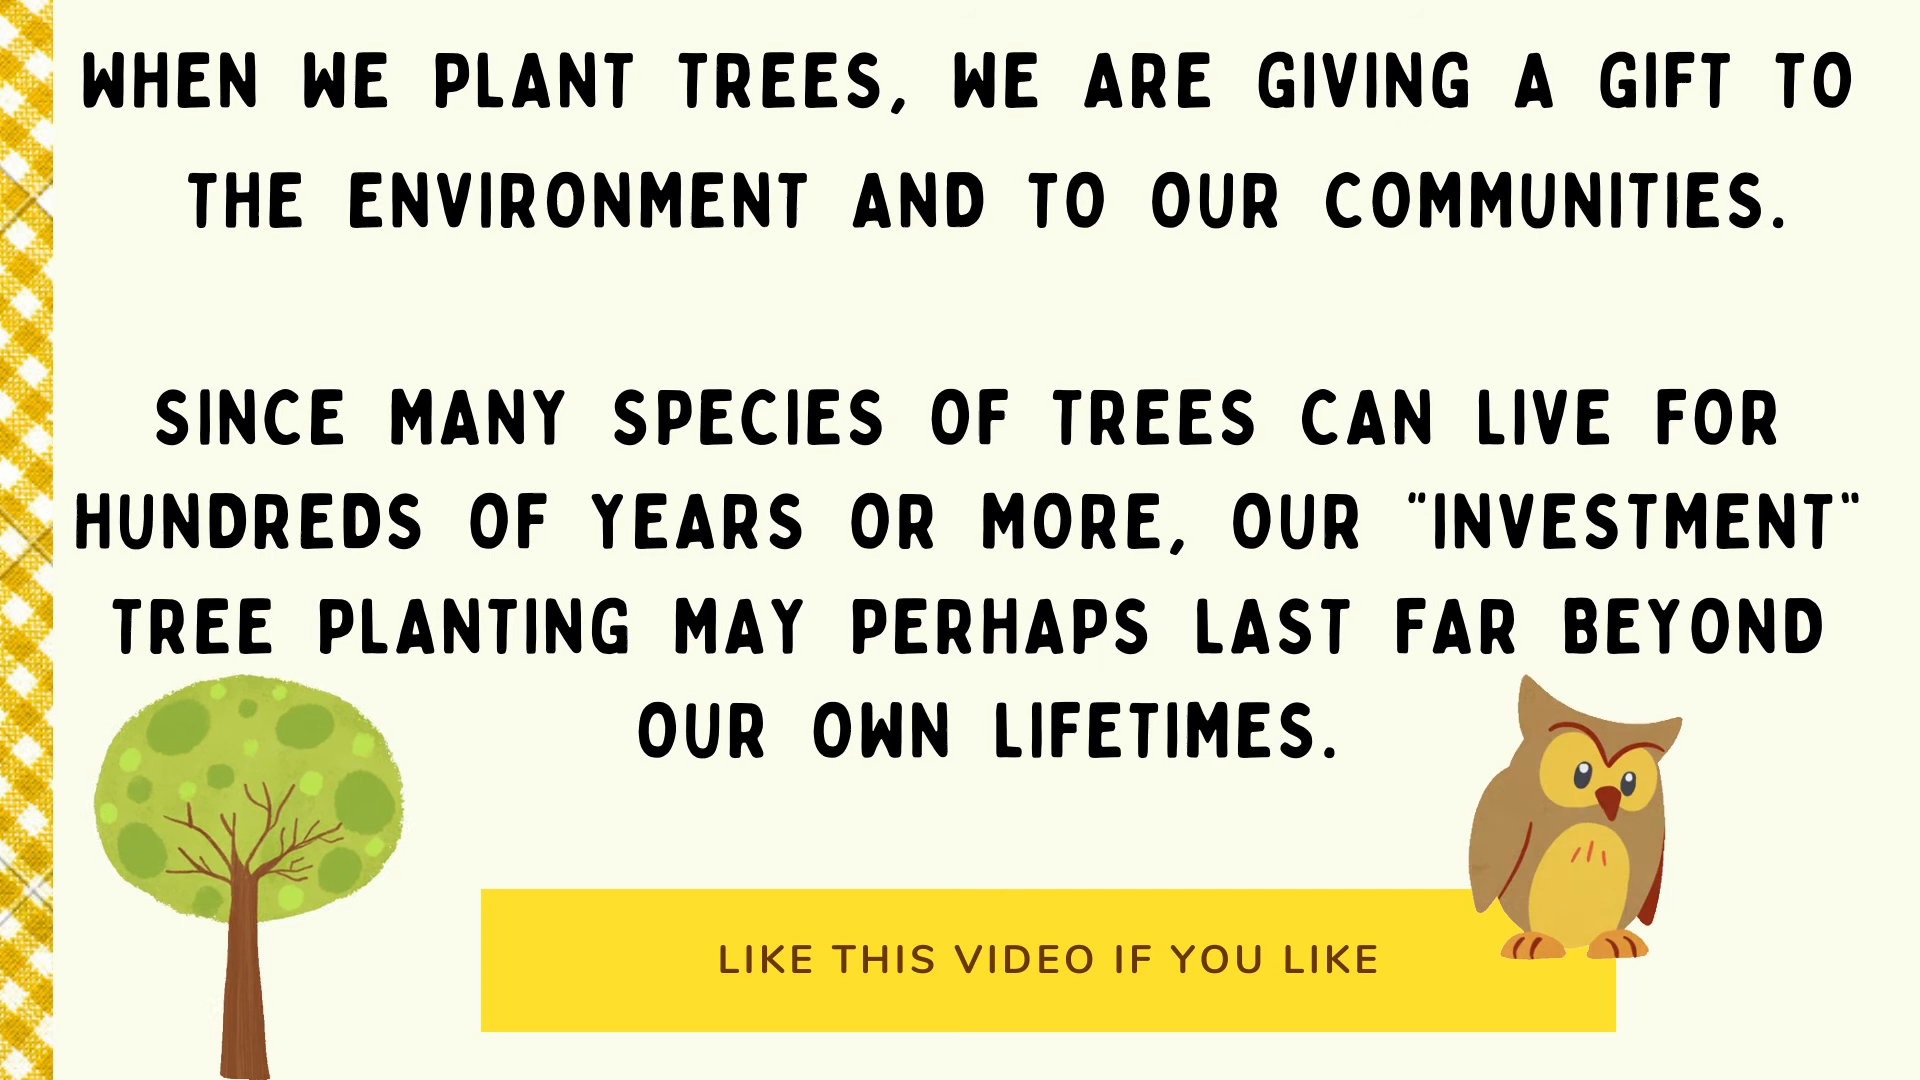 WHEN WE PLANT TREES, WE ARE GIVING A GIFT TO
THE ENVIRONMENT AND TO OUR COMMUNITIES.
SINCE MANY SPECIES OF TREES CAN LIVE FOR
HUNDREDS OF YEARS OR MORE, OUR "INVESTMENT"
TREE PLANTING MAY PERHAPS LAST FAR BEYOND
OUR OWN LIFETIMES.
LIKE THIS VIDEO IF YOU LIKE